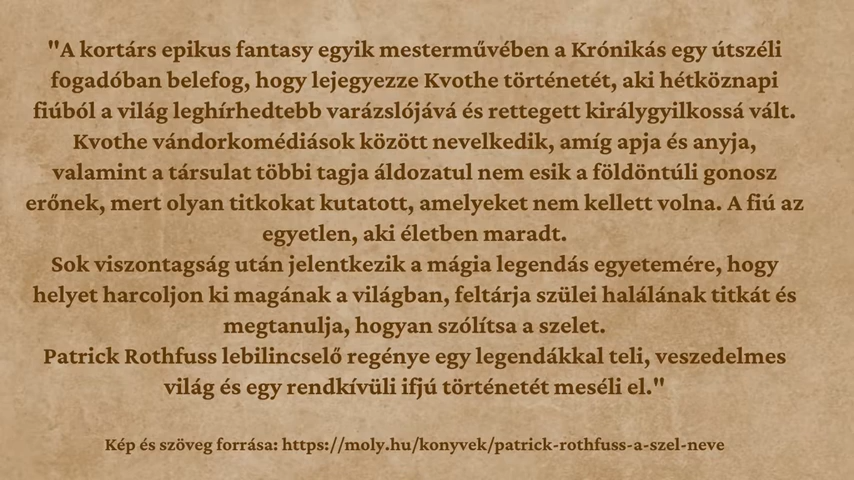 "A kortárs epikus fantasy egyik mesterművében a Krónikás egy útszéli
fogadóban belefog, hogy lejegyezze Kvothe történetét, aki hétköznapi
fiúból a világ leghírhedtebb varázslójává és rettegett királygyilkossá vált.
Kvothe vándorkomédiások között nevelkedik, amíg apja és anyja,
valamint a társulat többi tagja áldozatul nem esik a földöntúli gonosz
erőnek, mert olyan titkokat kutatott, amelyeket nem kellett volna. A fiú az
egyetlen, aki életben maradt.
Sok viszontagság után jelentkezik a mágia legendás egyetemére, hogy
helyet harcoljon ki magának a világban, feltárja szülei halálának titkát és
megtanulja, hogyan szólítsa a szelet.
Patrick Rothfuss lebilincselő regénye egy legendákkal teli, veszedelmes
világ és egy rendkívüli ifjú történetét meséli el."
Kép és szöveg forrása: https://moly.hu/konyvek/patrick-rothfuss-a-szel-neve